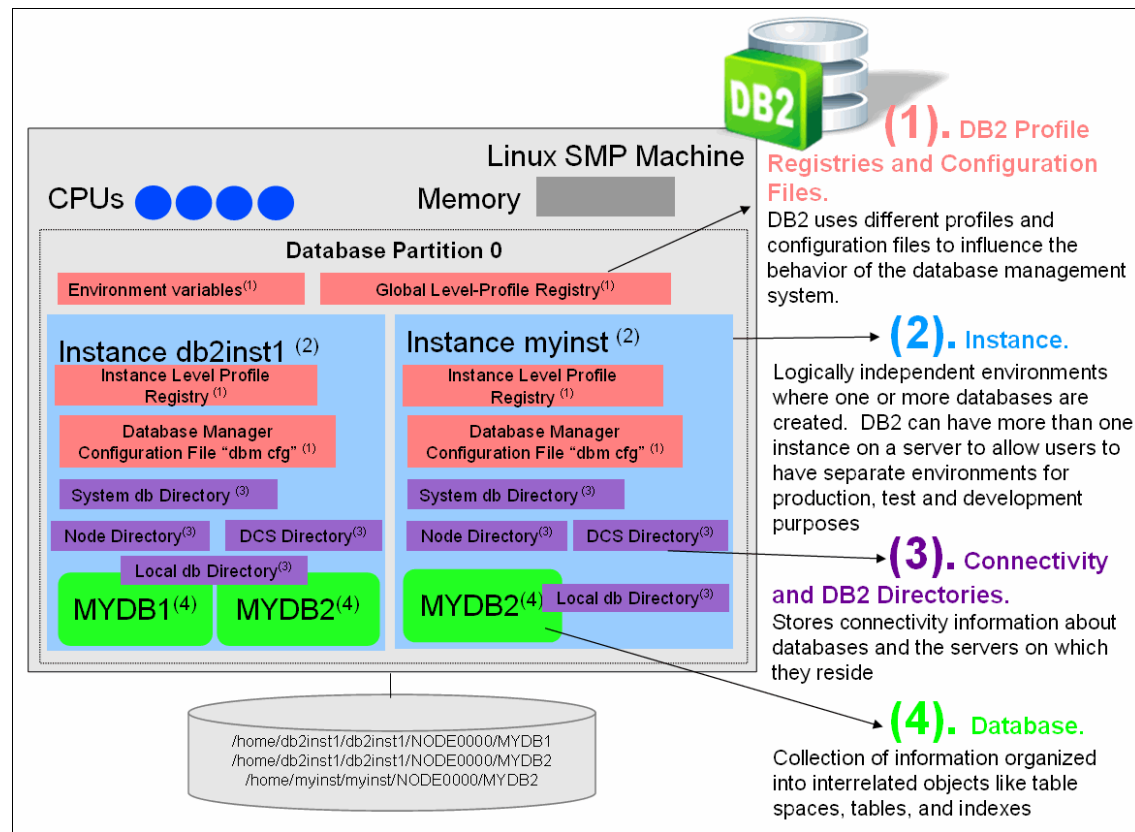 DB2
(1). DB2 Profile
Registries and Configuration
Files.
DB2 uses different profiles and
configuration files to influence the
behavior of the database management
system.
Linux SMP Machine
CPUs
Memory
Database Partition 0
Environment variables(1)
Global Level-Profile Registry(1)
Instance db2inst1 (2)
Instance Level Profile
Registry (1)
Database Manager
Configuration File “dbm cfg” (1)
System db Directory (3)
Node Directory(3)
DCS Directory(3)
Local db Directory(3)
MYDB1(4)
MYDB2(4)
Instance myinst (2)
Instance Level Profile
Registry (1)
Database Manager
Configuration File “dbm cfg” (1)
System db Directory (3)
Node Directory(3)
DCS Directory(3)
MYDB2(4)
Local db Directory(3)
(2). Instance.
Logically independent environments
where one or more databases are
created.  DB2 can have more than one
instance on a server to allow users to
have separate environments for
production, test and development
purposes
(3). Connectivity
and DB2 Directories.
Stores connectivity information about
databases and the servers on which
they reside
(4). Database.
Collection of information organized
into interrelated objects like table
spaces, tables, and indexes
/home/db2inst1/db2inst1/NODE0000/MYDB1
/home/db2inst1/db2inst1/NODE0000/MYDB2
/home/myinst/myinst/NODE0000/MYDB2